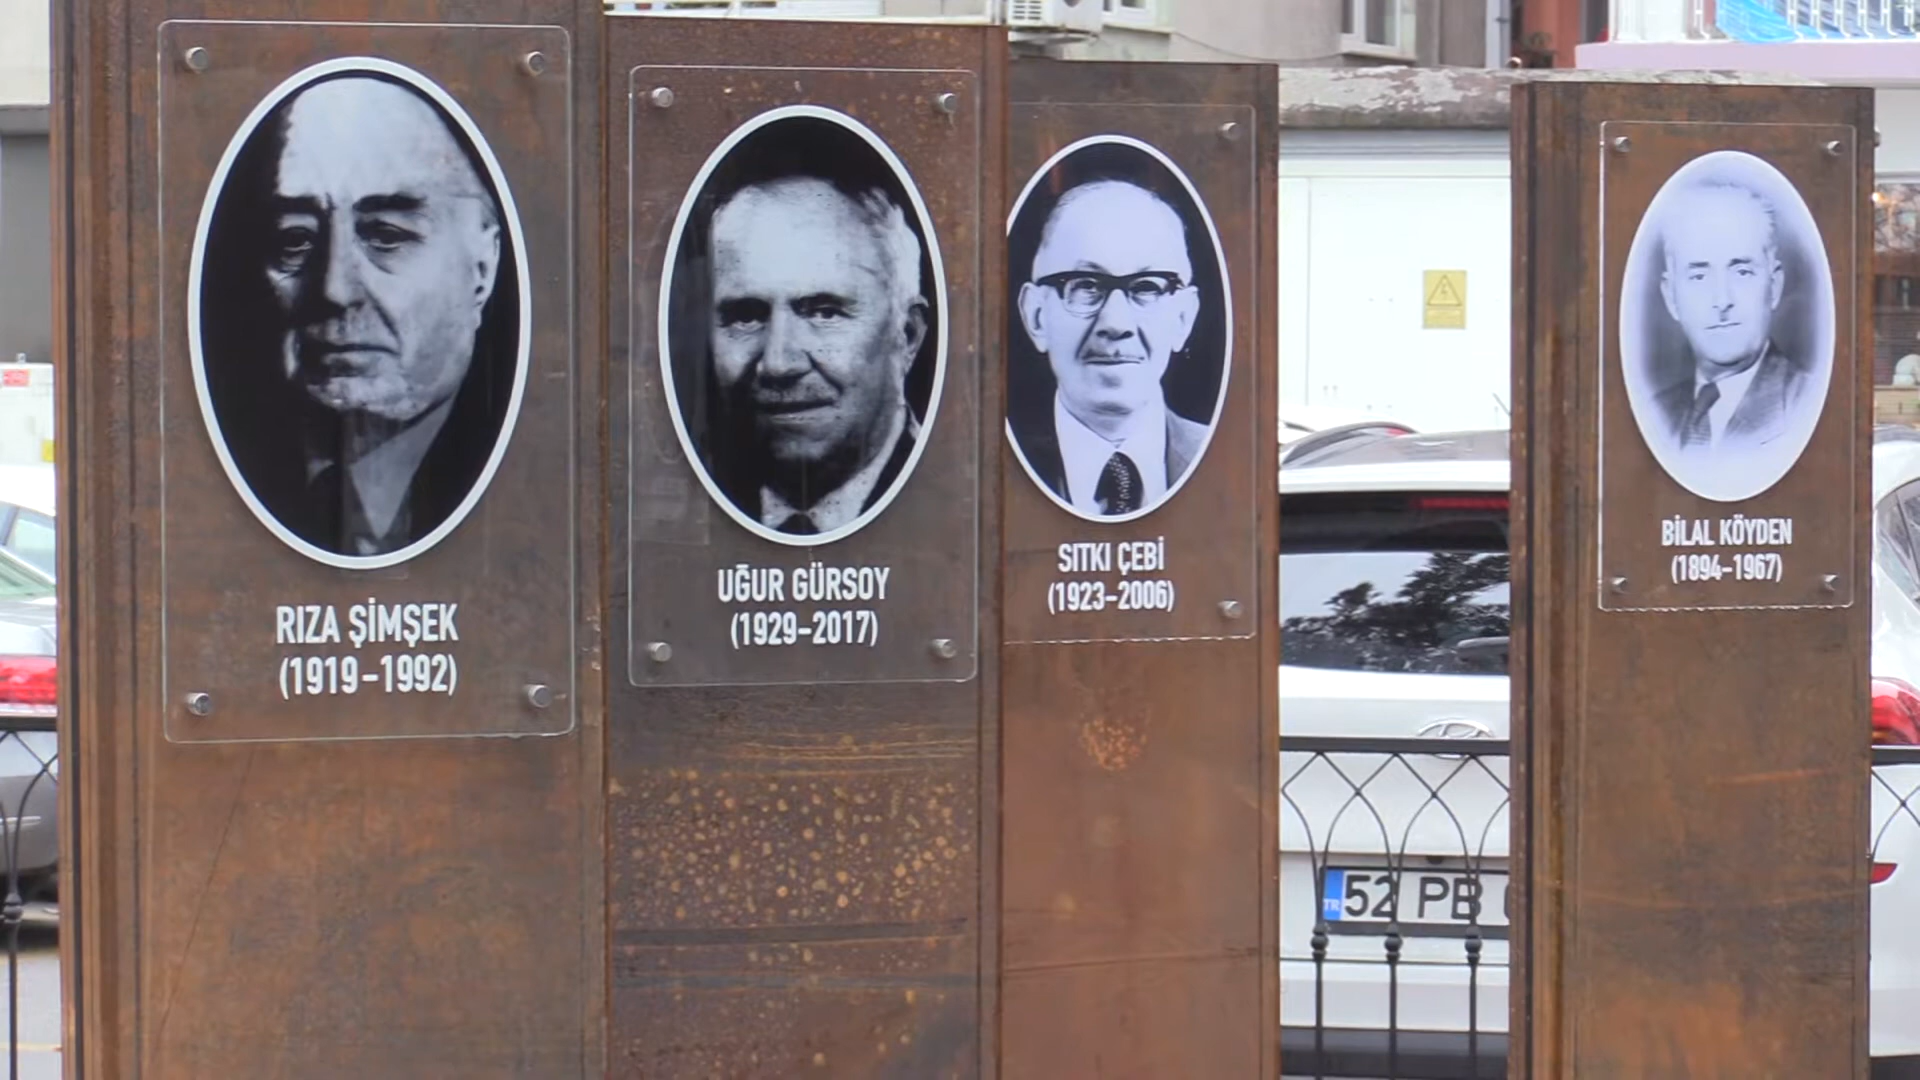 RIZA ŞİMŞEK
(1919-1992)
UĞUR GÜRSOY
(1929-2017)
SITKI ÇEBİ
(1923-2006)
BİLAL KÖYDEN
(1894-1967)
TR 52 PB